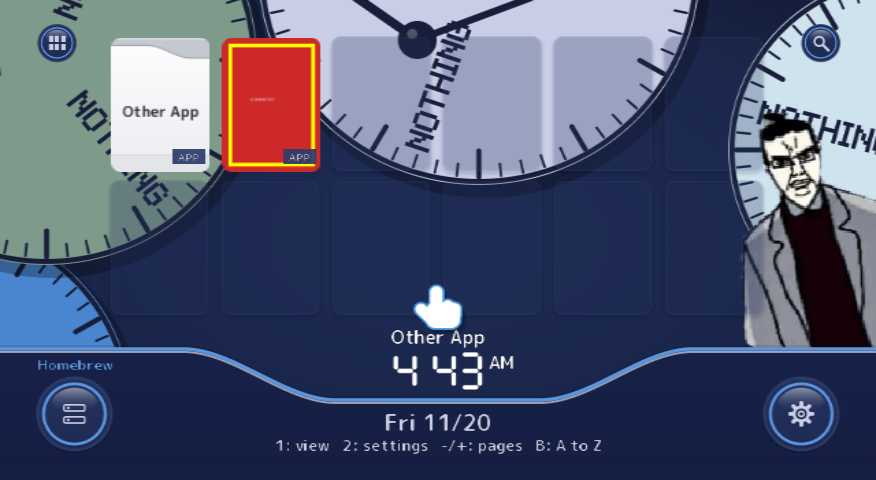 NOTHING
NOTHING
NOTHING
NOTHING
Other App
APP
APP
Other App
4 43 AM
Homebrew
Fri 11/20
1: view 2: settings -/+: pages B: A to Z